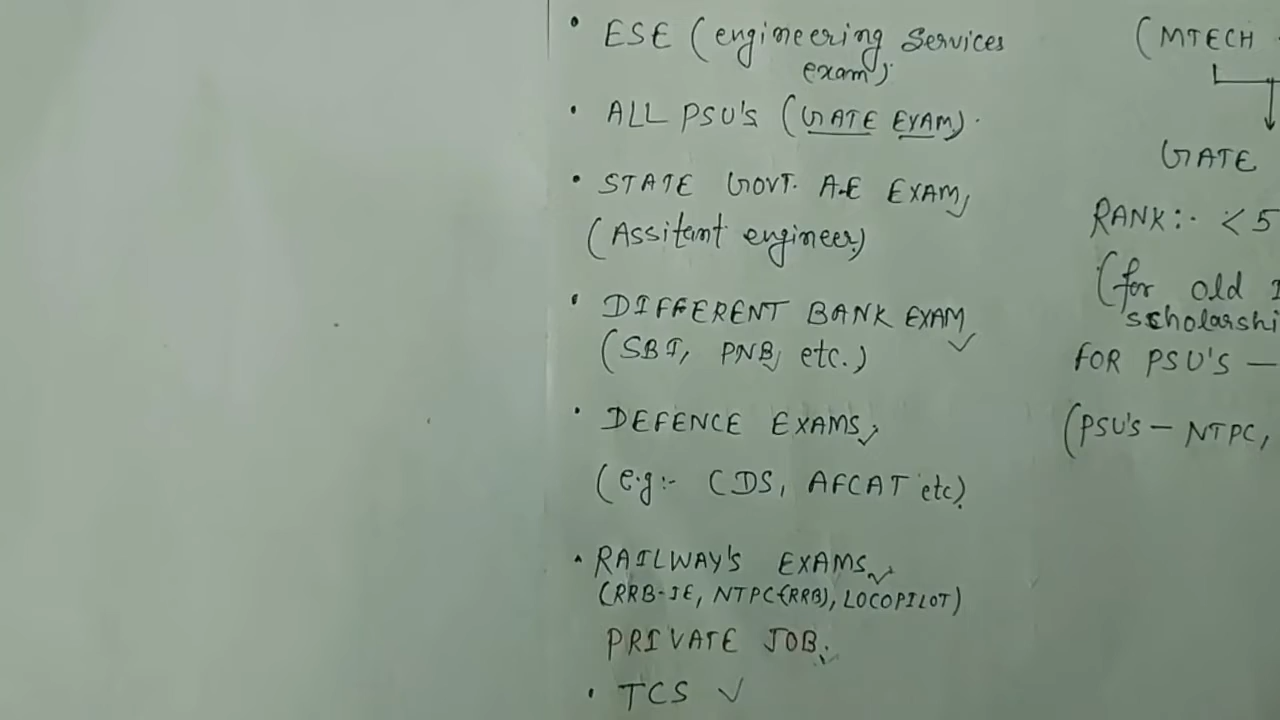 • ESE (engineering Services
exam).
• ALL PSU'S (GATE EXAM).
• STATE GOVT. A.E EXAM
(Assitant engineer)
• DIFFERENT BANK EXAM
(SBI, PNB, etc.)
• DEFENCE EXAMS
(e.g:- CDS, AFCAT etc).
• RAILWAY'S EXAMS
(RRB-JE, NTPC(RRB), LOCOPILOT)
PRIVATE JOB.
• TCS ✓
(MTECH
GATE
RANK:- < 5
(for old
scholarshi
FOR PSU'S —
(PSU'S — NTPC,